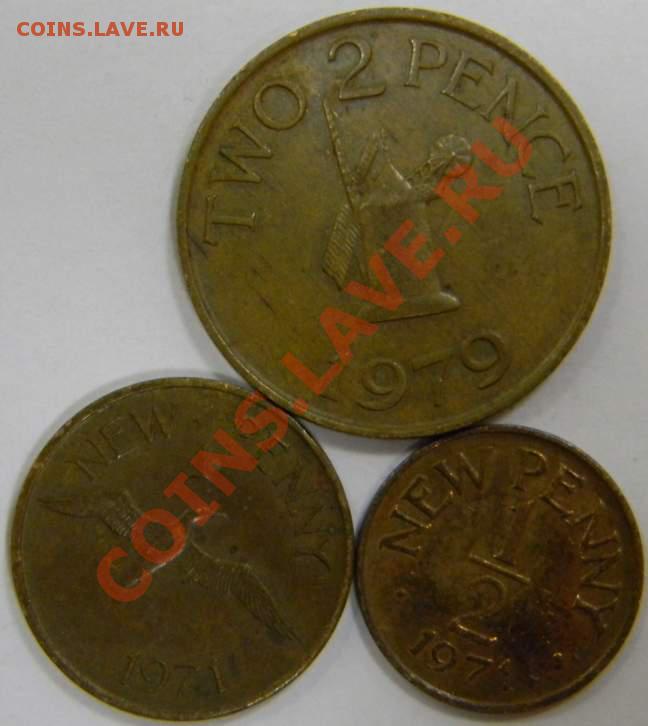 COINS.LAVE.RU
TWO 2 PENCE
1979
COINS.LAVE.RU
NEW PENNY
1971
NEW PENNY
1/2
1971